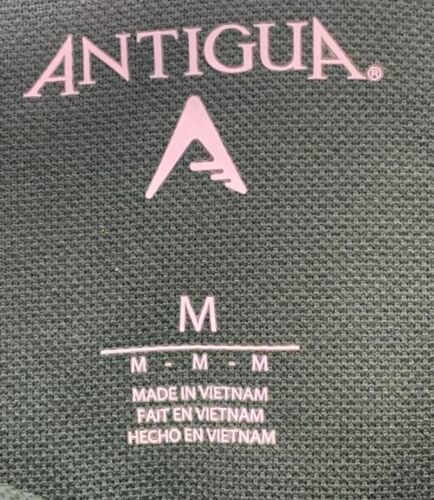 ANTIGUA®
M
M - M - M
MADE IN VIETNAM
FAIT EN VIETNAM
HECHO EN VIETNAM